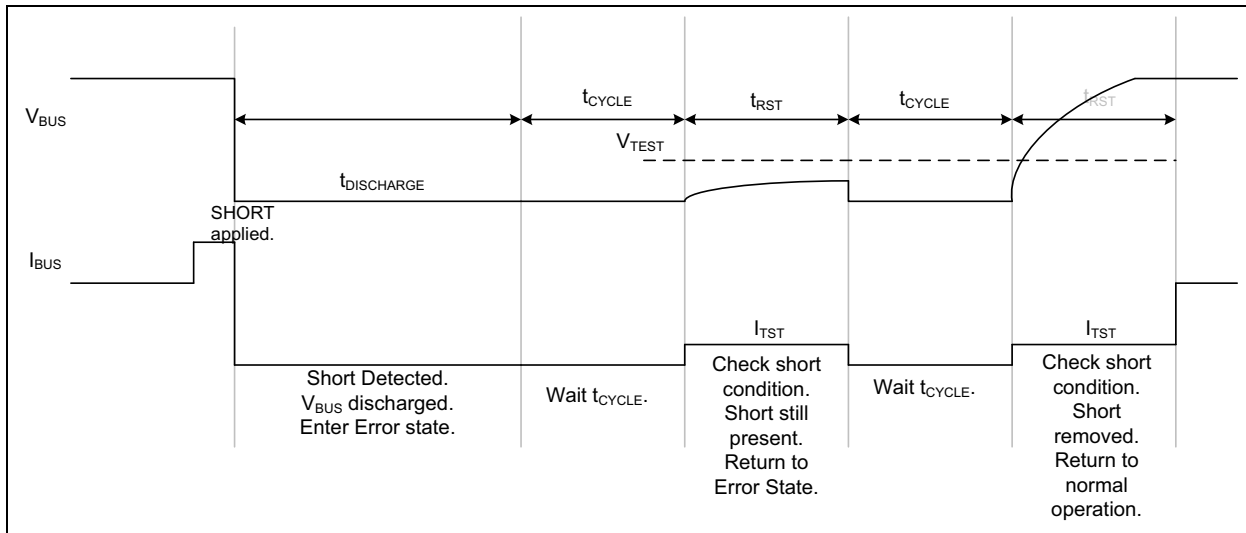 tCYCLE
tRST
tCYCLE
tRST
VBUS
VTEST
tDISCHARGE
SHORT
applied.
IBUS
ITST
ITST
Short Detected.
VBUS discharged.
Enter Error state.
Wait tCYCLE.
Check short
condition.
Short still
present.
Return to
Error State.
Wait tCYCLE.
Check short
condition.
Short
removed.
Return to
normal
operation.